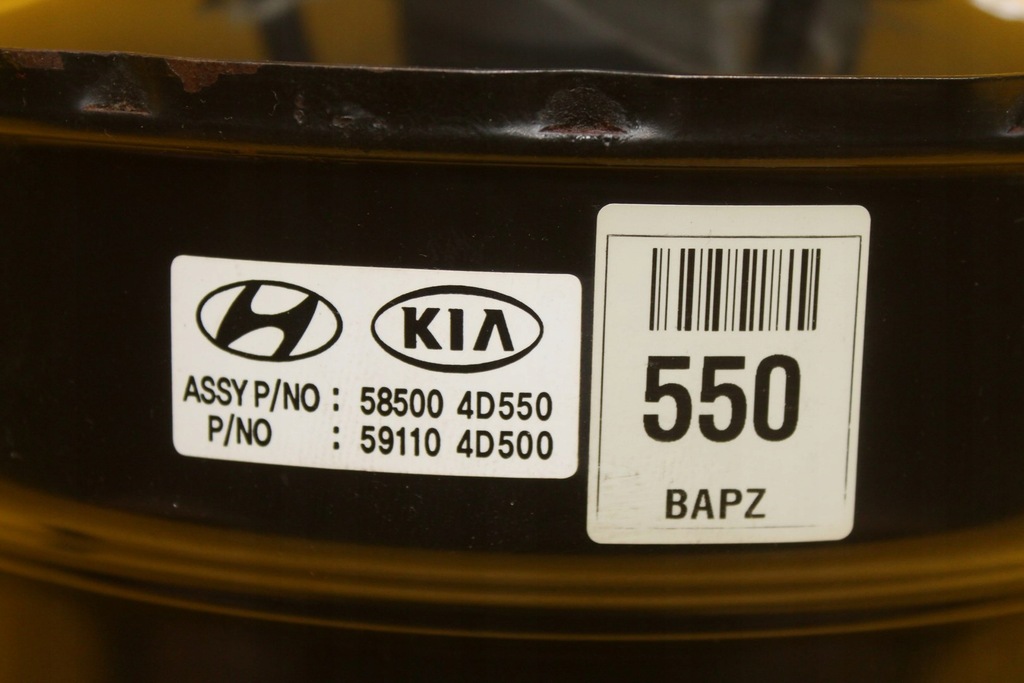 KIA
ASSY P/NO : 58500 4D550
P/NO : 59110 4D500
550
BAPZ